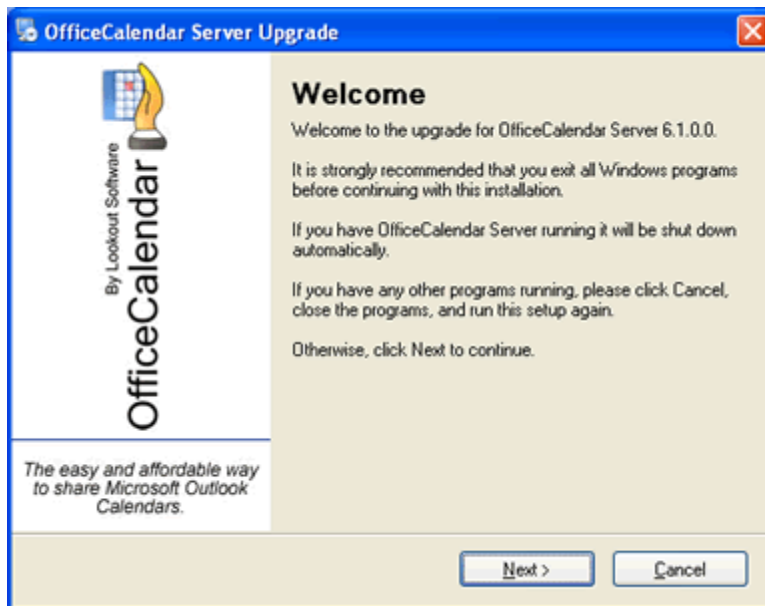 OfficeCalendar Server Upgrade
By Lookout Software
OfficeCalendar
The easy and affordable way
to share Microsoft Outlook
Calendars.
Welcome
Welcome to the upgrade for OfficeCalendar Server 6.1.0.0.
It is strongly recommended that you exit all Windows programs
before continuing with this installation.
If you have OfficeCalendar Server running it will be shut down
automatically.
If you have any other programs running, please click Cancel,
close the programs, and run this setup again.
Otherwise, click Next to continue.
Next >
Cancel